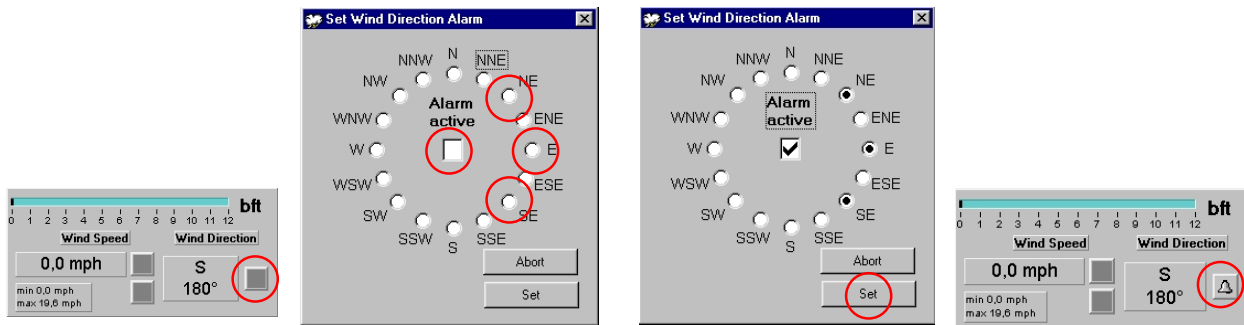 bft
0 1 2 3 4 5 6 7 8 9 10 11 12
Wind Speed Wind Direction
0,0 mph
S
180°
min 0,0 mph
max 19,6 mph
Set Wind Direction Alarm
N
NNW NNE
NW NE
Alarm
active
WNW ENE
W E
WSW ESE
SW SE
SSW SSE
S
Abort
Set
Set Wind Direction Alarm
N
NNW NNE
NW NE
Alarm
active
WNW ENE
W E
WSW ESE
SW SE
SSW SSE
S
Abort
Set
bft
0 1 2 3 4 5 6 7 8 9 10 11 12
Wind Speed Wind Direction
0,0 mph
S
180°
min 0,0 mph
max 19,6 mph